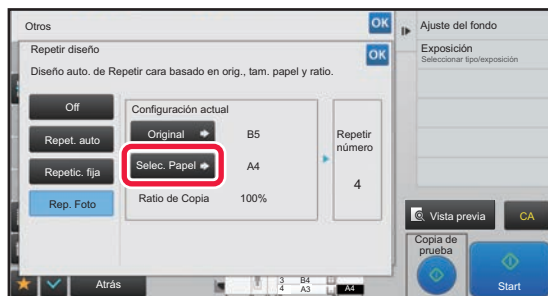 Otros
OK
Repetir diseño
OK
Diseño auto. de Repetir cara basado en orig., tam. papel y ratio.
Off
Repet. auto
Repetic. fija
Rep. Foto
Configuración actual
Original
B5
Selec. Papel
A4
Ratio de Copia
100%
Repetir
número
4
Ajuste del fondo
Exposición
Seleccionar tipo/exposición
Vista previa
CA
Copia de
prueba
Start
Atrás
3 B4
4 A3
A4